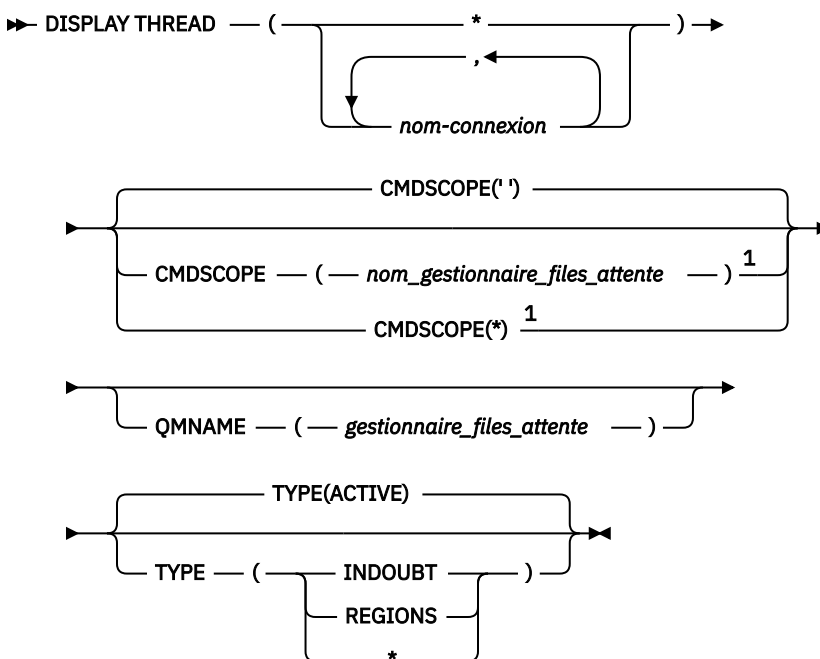 DISPLAY THREAD ( * )
,
nom-connexion
CMDSCOPE(' ')
CMDSCOPE ( nom_gestionnaire_files_attente ) 1
CMDSCOPE(*) 1
QMNAME ( gestionnaire_files_attente )
TYPE(ACTIVE)
TYPE ( INDOUBT )
REGIONS
*